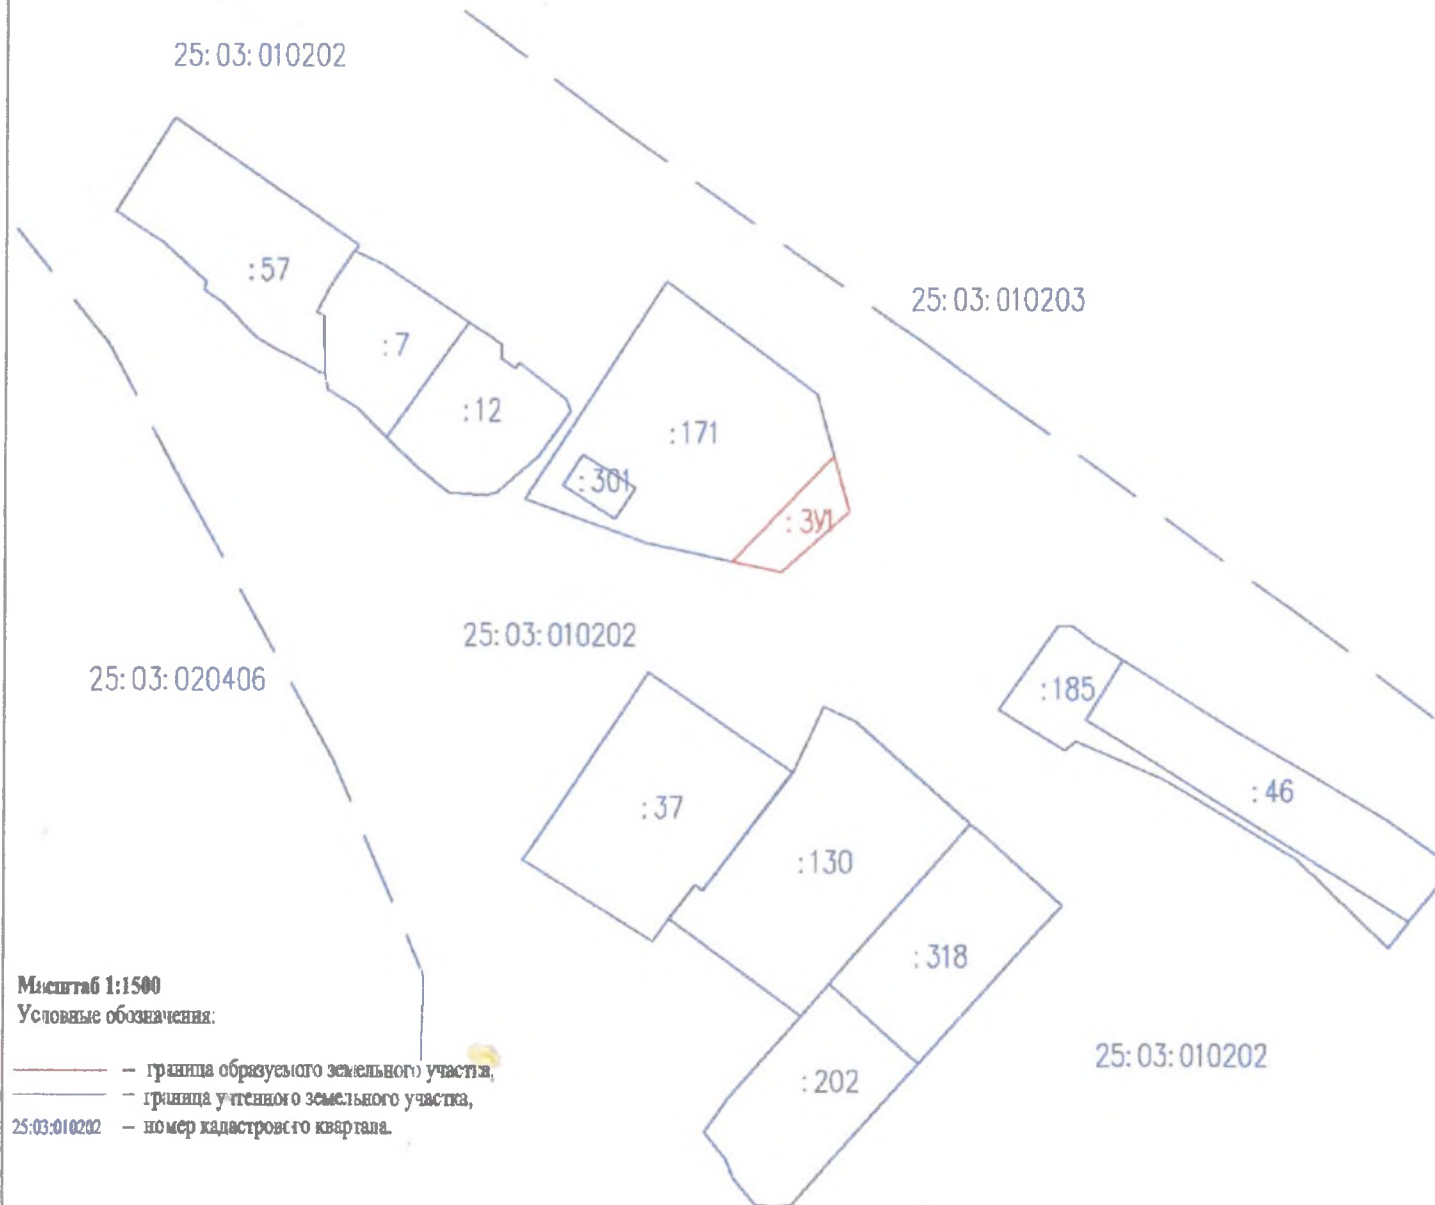 25:03:010202
:57
25:03:010203
:7
:12
:171
:301
:ЗУ1
25:03:010202
25:03:020406
:185
:37
:46
:130
:318
Масштаб 1:1500
Условные обозначения:
25:03:010202
— граница образуемого земельного участка,
:202
— граница учтенного земельного участка,
25:03:010202 — номер кадастрового квартала.